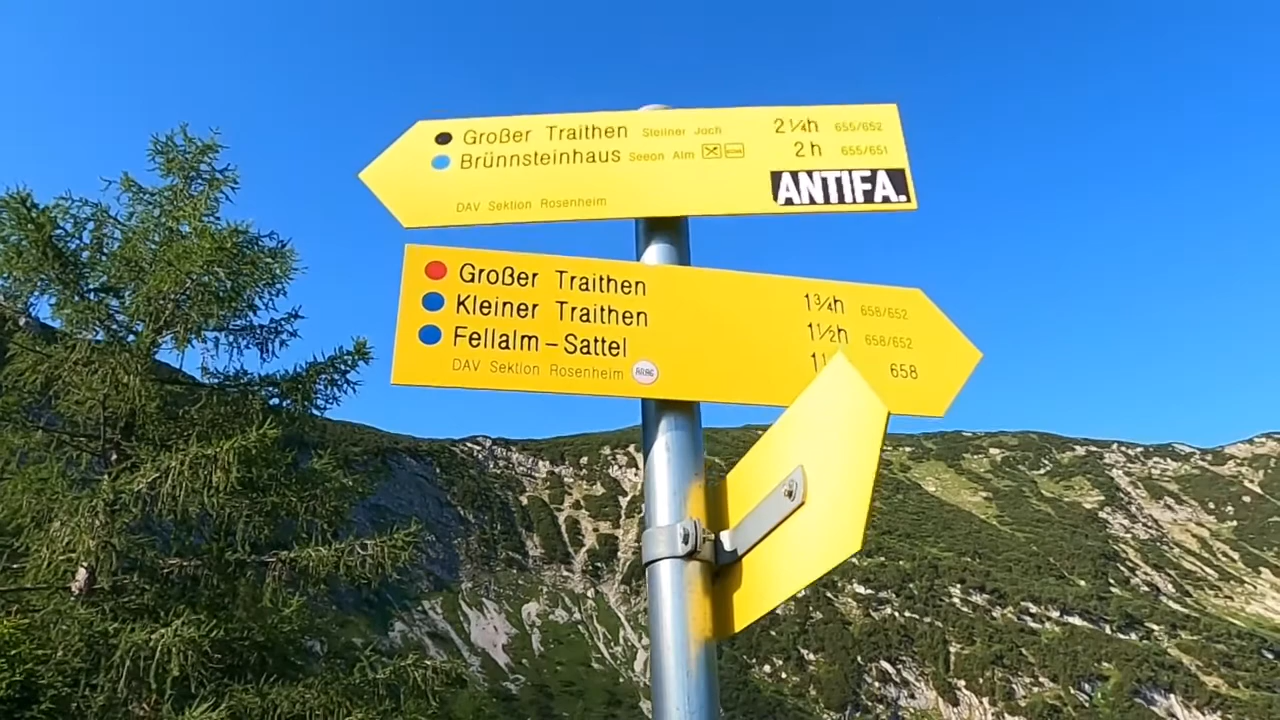 Großer Traithen Steilner Joch 2¼h 655/652
Brünnsteinhaus Seeon Alm 2h 655/651
DAV Sektion Rosenheim
ANTIFA.
Großer Traithen 1¾h 658/652
Kleiner Traithen 1½h 658/652
Fellalm–Sattel 658
DAV Sektion Rosenheim